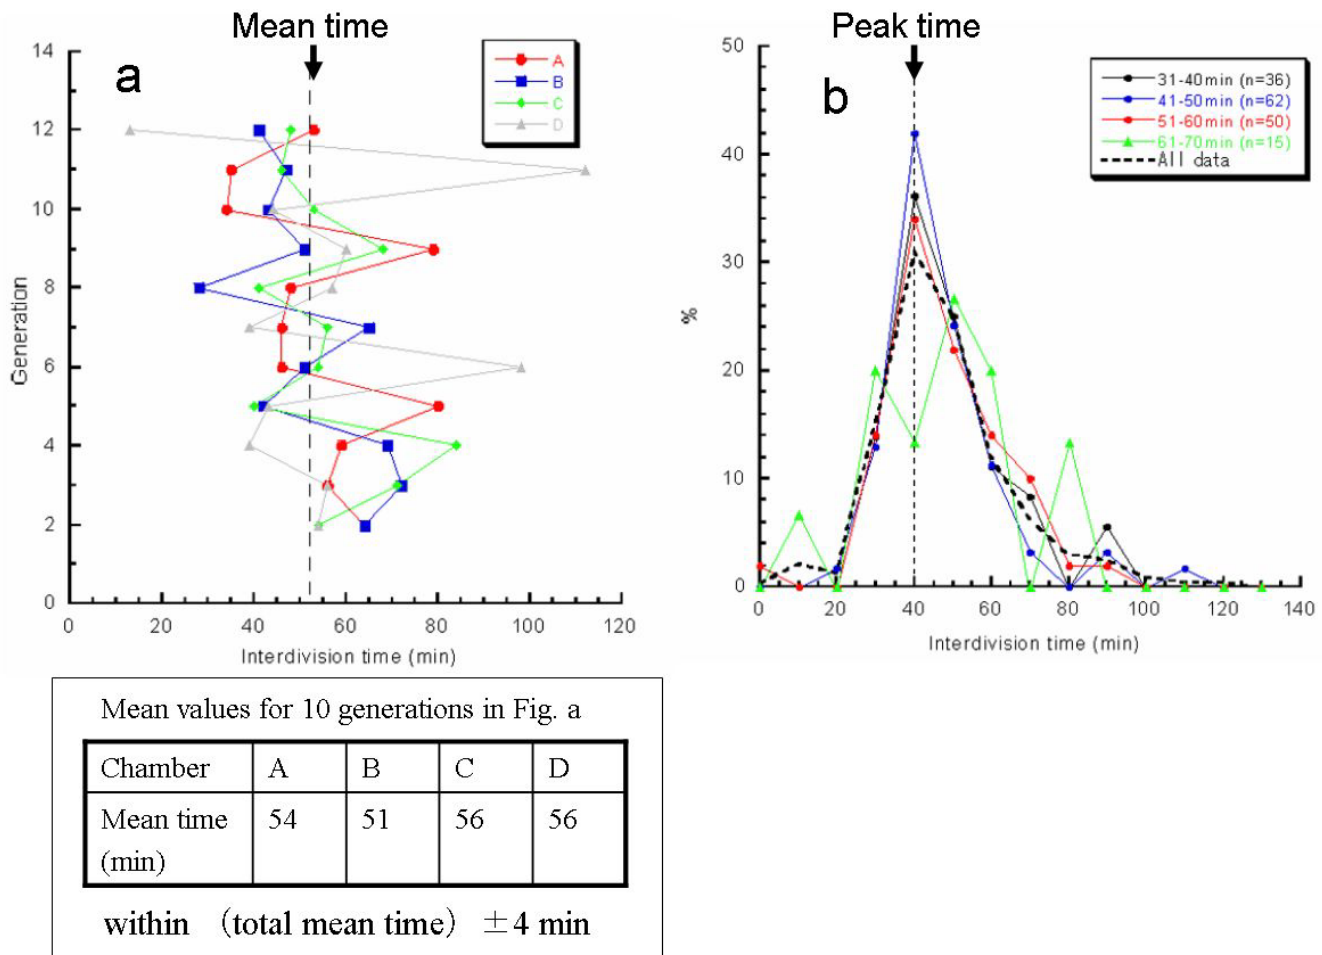 Mean time
a
A
B
C
D
14
12
10
8
6
4
2
0
Generation
0 20 40 60 80 100 120
Interdivision time (min)
Peak time
b
31-40min (n=36)
41-50min (n=62)
51-60min (n=50)
61-70min (n=15)
All data
50
40
30
20
10
0
%
0 20 40 60 80 100 120 140
Interdivision time (min)
Mean values for 10 generations in Fig. a
Chamber A B C D
Mean time 54 51 56 56
(min)
within (total mean time) ±4 min